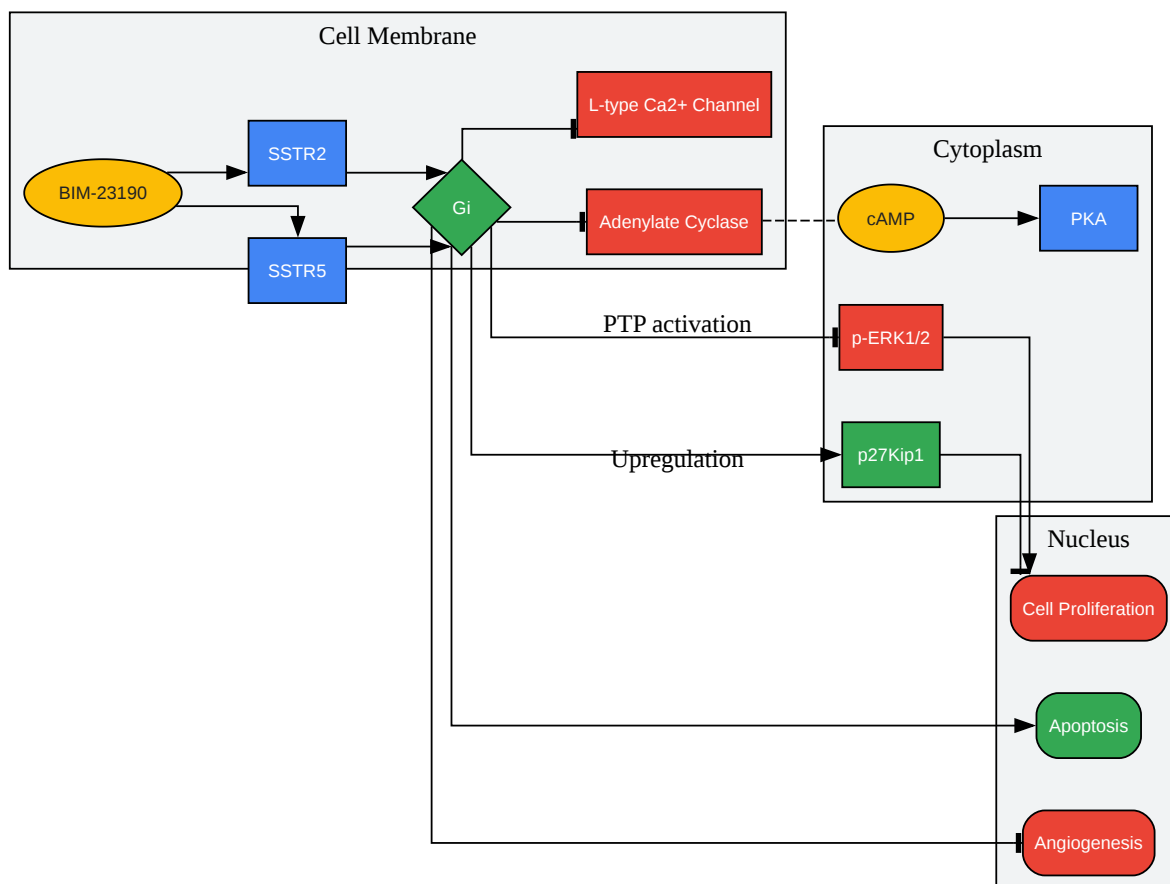 Cell Membrane
L-type Ca2+ Channel
SSTR2
BIM-23190
Gi
Adenylate Cyclase
SSTR5
Cytoplasm
cAMP
PKA
PTP activation
p-ERK1/2
Upregulation
p27Kip1
Nucleus
Cell Proliferation
Apoptosis
Angiogenesis